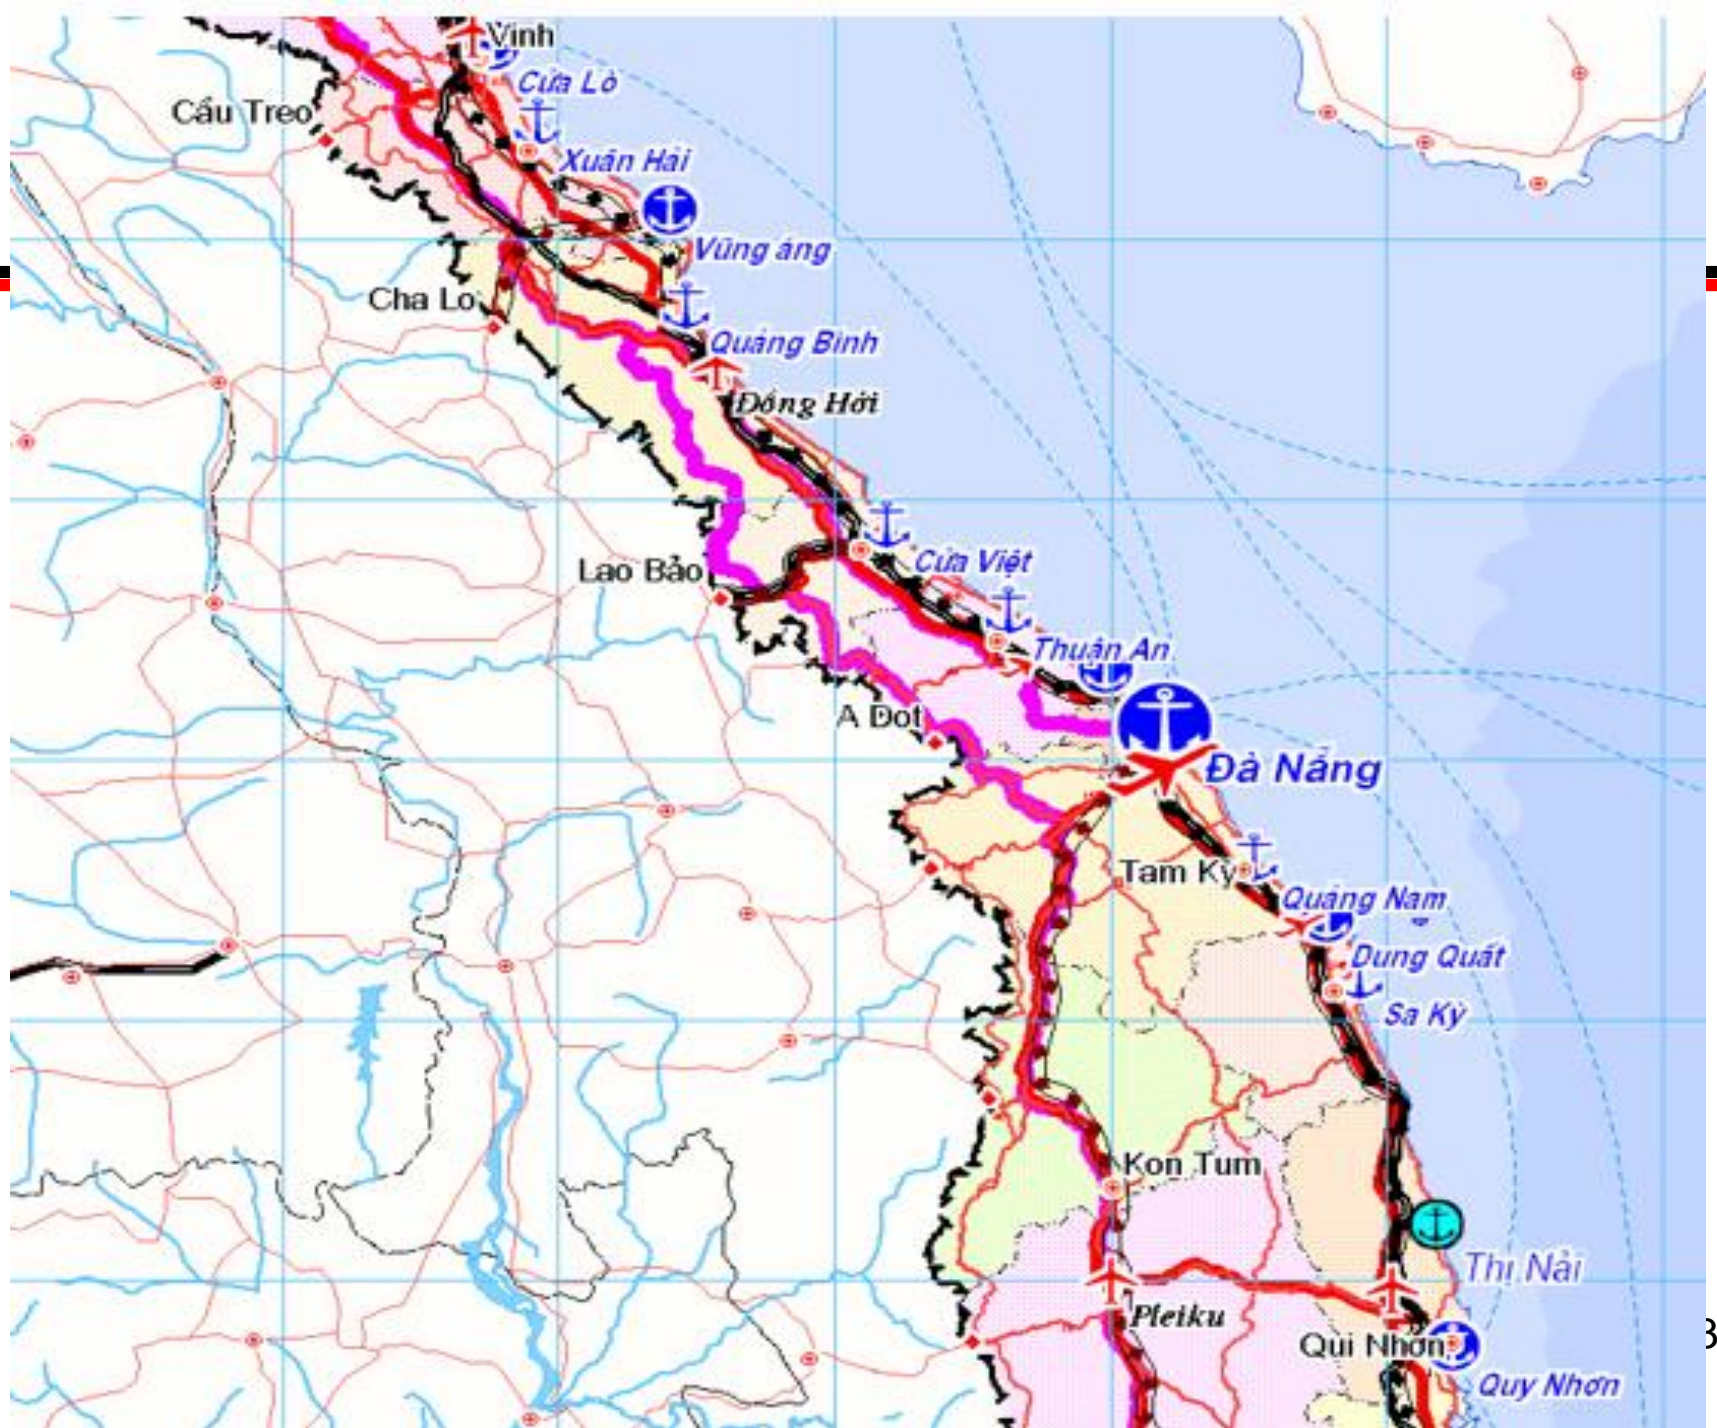 Vinh
Cửa Lò
Cầu Treo
Xuân Hải
Vũng áng
Cha Lo
Quảng Bình
Đồng Hới
Cửa Việt
Lao Bảo
Thuận An
A Dot
Đà Nẵng
Tam Kỳ
Quảng Nam
Dung Quất
Sa Kỳ
Kon Tum
Thị Nải
Pleiku
Qui Nhơn
Quy Nhơn